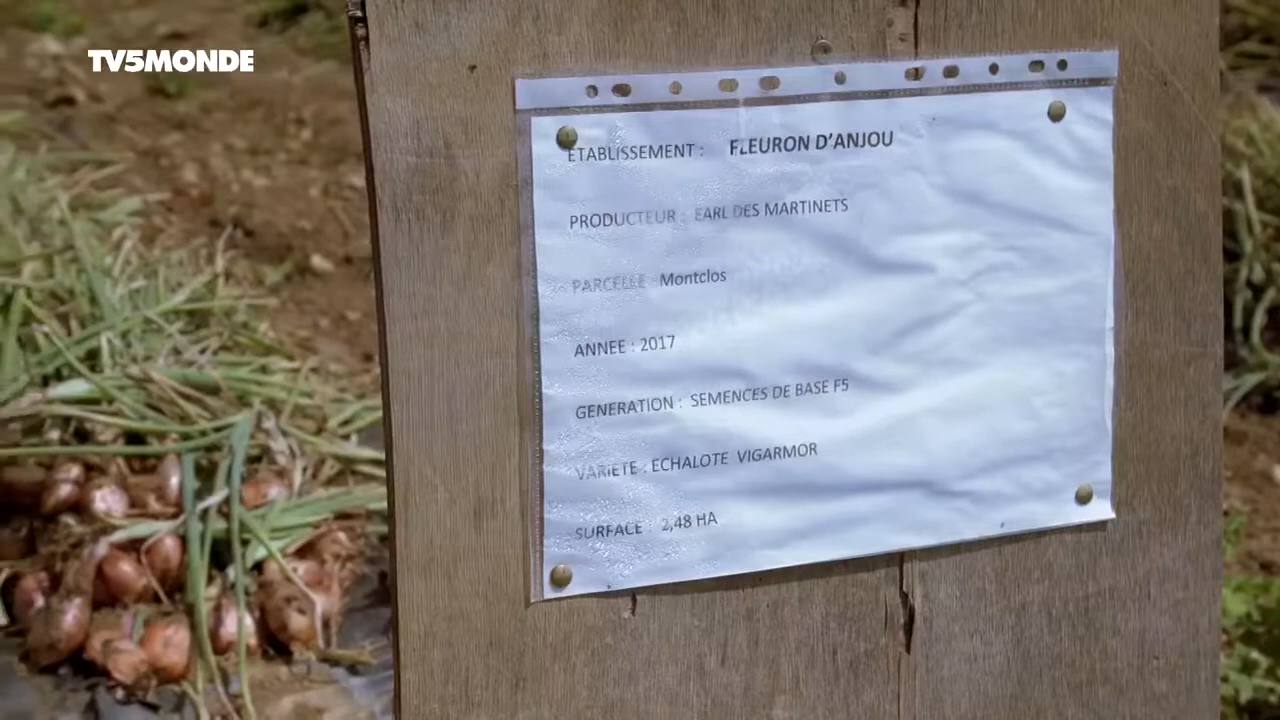 TV5MONDE
ETABLISSEMENT : FLEURON D'ANJOU
PRODUCTEUR : EARL DES MARTINETS
PARCELLE Montclos
ANNEE : 2017
GENERATION : SEMENCES DE BASE F5
VARIETE : ECHALOTE VIGARMOR
SURFACE 2,48 HA